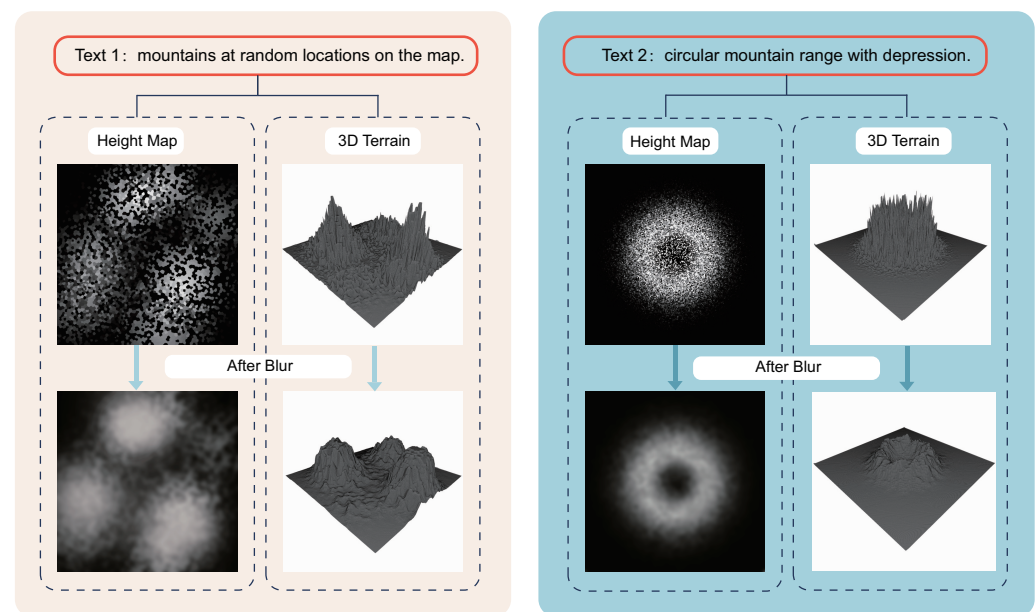 Text 1： mountains at random locations on the map.
Height Map
3D Terrain
After Blur
Text 2： circular mountain range with depression.
Height Map
3D Terrain
After Blur